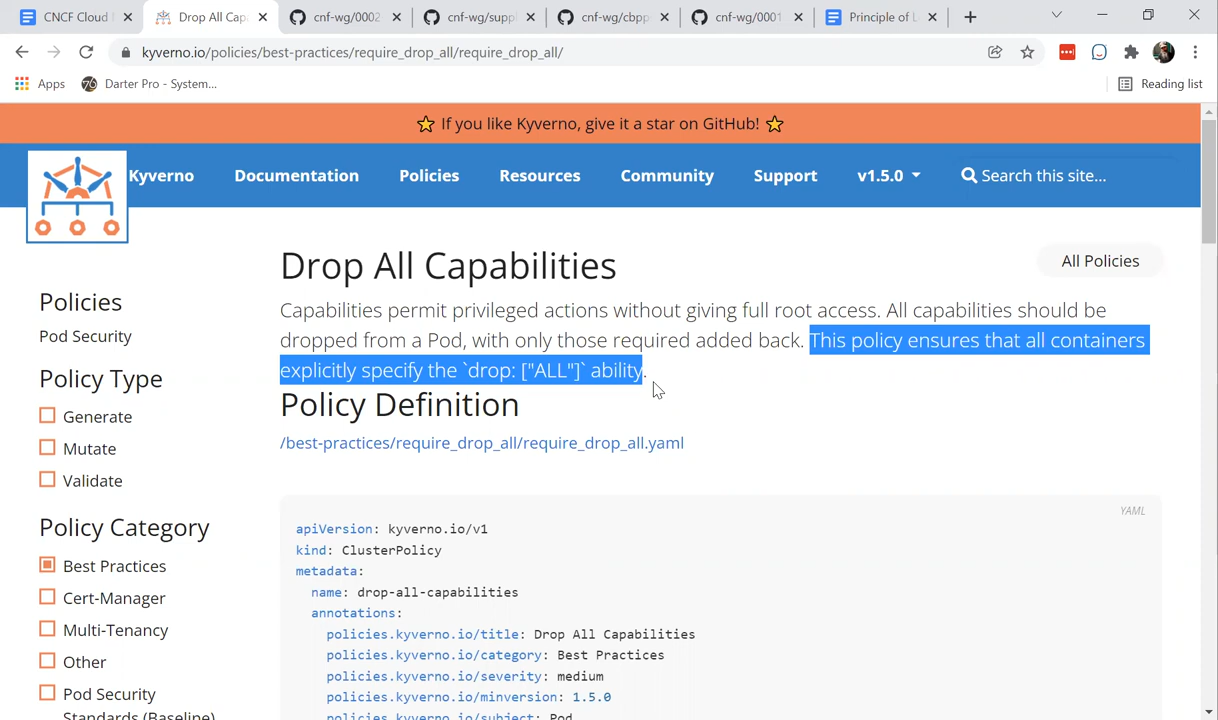 CNCF Cloud
Drop All Cap
cnf-wg/0002
cnf-wg/supp
cnf-wg/cbpp
cnf-wg/0001
Principle of L
kyverno.io/policies/best-practices/require_drop_all/require_drop_all/
Apps
Darter Pro - System...
Reading list
If you like Kyverno, give it a star on GitHub!
Kyverno
Documentation
Policies
Resources
Community
Support
v1.5.0
Search this site...
Drop All Capabilities
All Policies
Capabilities permit privileged actions without giving full root access. All capabilities should be
dropped from a Pod, with only those required added back. This policy ensures that all containers
explicitly specify the `drop: ["ALL"]` ability.
Policies
Pod Security
Policy Type
Generate
Mutate
Validate
Policy Category
Best Practices
Cert-Manager
Multi-Tenancy
Other
Pod Security
Standards (Baseline)
Policy Definition
/best-practices/require_drop_all/require_drop_all.yaml
YAML
apiVersion: kyverno.io/v1
kind: ClusterPolicy
metadata:
name: drop-all-capabilities
annotations:
policies.kyverno.io/title: Drop All Capabilities
policies.kyverno.io/category: Best Practices
policies.kyverno.io/severity: medium
policies.kyverno.io/minversion: 1.5.0
policies.kyverno.io/subject: Pod